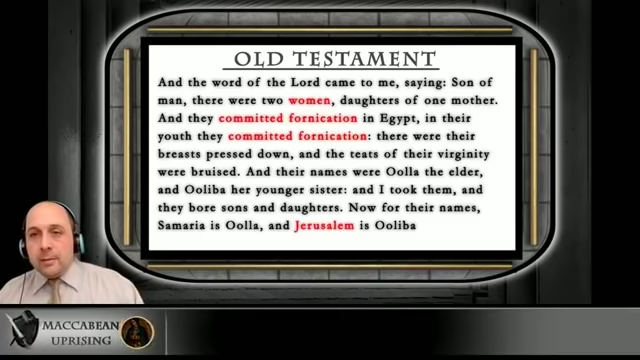 OLD TESTAMENT
And the word of the Lord came to me, saying: Son of
man, there were two women, daughters of one mother.
And they committed fornication in Egypt, in their
youth they committed fornication: there were their
breasts pressed down, and the teats of their virginity
were bruised. And their names were Oolla the elder,
and Ooliba her younger sister: and I took them, and
they bore sons and daughters. Now for their names,
Samaria is Oolla, and Jerusalem is Ooliba
MACCABEAN
UPRISING